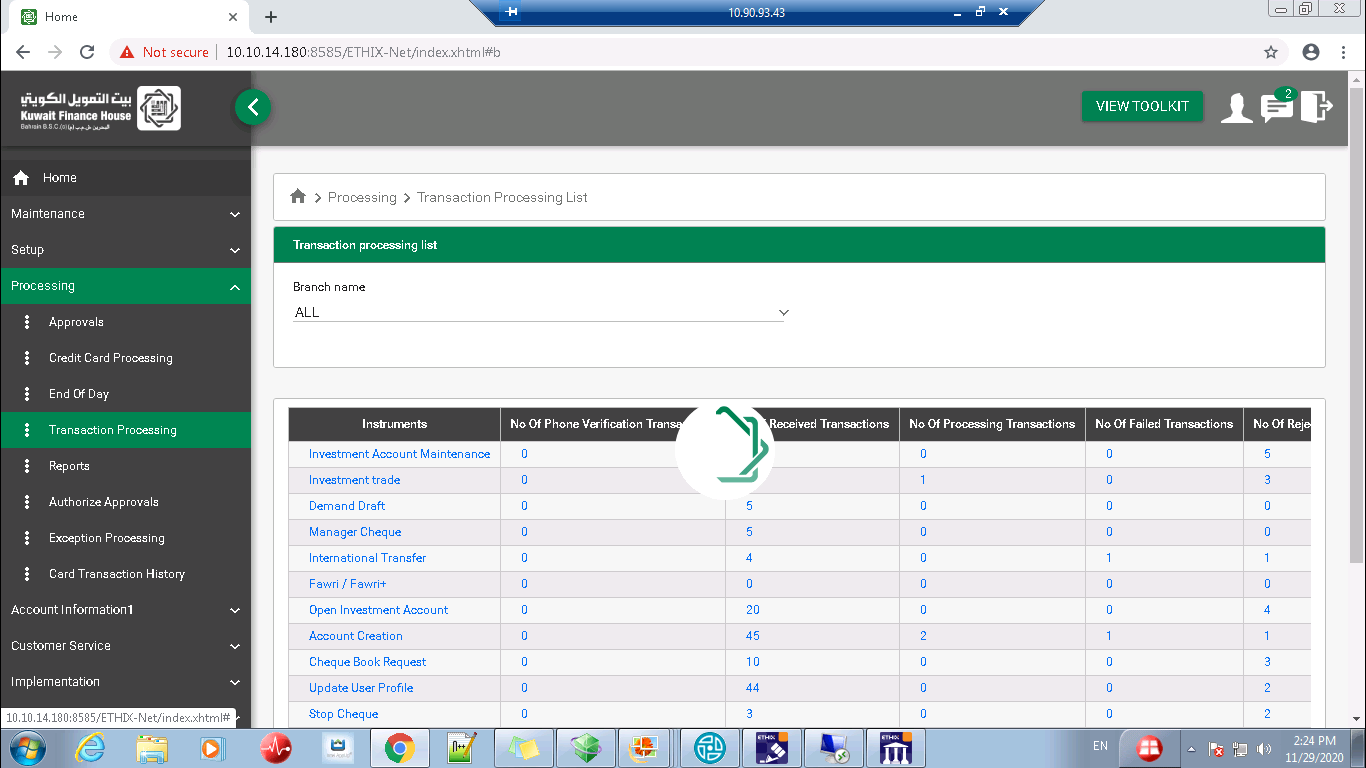 Home
10.90.93.43
Not secure
10.10.14.180:8585/ETHIX-Net/index.xhtml#b
بيت التمويل الكويتي
Kuwait Finance House
VIEW TOOLKIT
2
Home
Maintenance
Setup
Processing
Approvals
Credit Card Processing
End Of Day
Transaction Processing
Reports
Authorize Approvals
Exception Processing
Card Transaction History
Account Information1
Customer Service
Implementation
10.10.14.180:8585/ETHIX-Net/index.xhtml#
Processing Transaction Processing List
Transaction processing list
Branch name
ALL
Instruments No Of Phone Verification Received Transactions No Of Processing Transactions No Of Failed Transactions No Of
Investment Account Maintenance 0 0 0 5
Investment trade 0 1 0 3
Demand Draft 0 5 0 0 0
Manager Cheque 0 5 0 0 0
International Transfer 0 4 0 1 1
Fawri / Fawri+ 0 0 0 0 0
Open Investment Account 0 20 0 0 4
Account Creation 0 45 2 1 1
Cheque Book Request 0 10 0 0 3
Update User Profile 0 44 0 0 2
Stop Cheque 0 3 0 0 2
EN
2:24 PM
11/29/2020